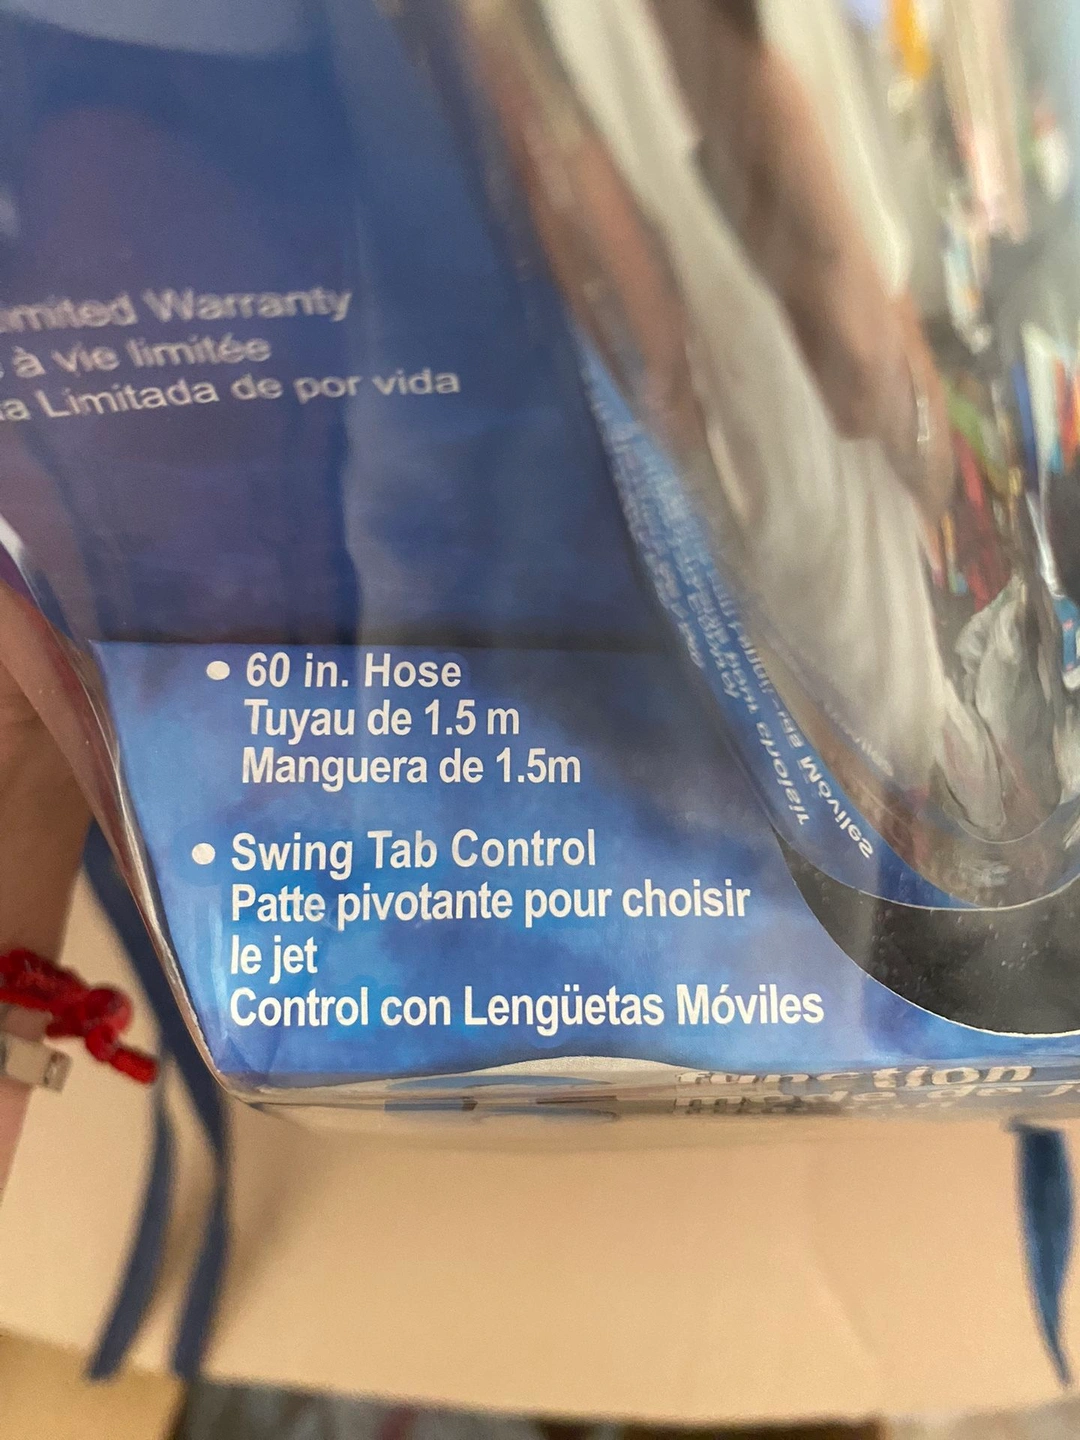 Limited Warranty
à vie limitée
Limitada de por vida
• 60 in. Hose
Tuyau de 1.5 m
Manguera de 1.5m
• Swing Tab Control
Patte pivotante pour choisir
le jet
Control con Lengüetas Móviles
function